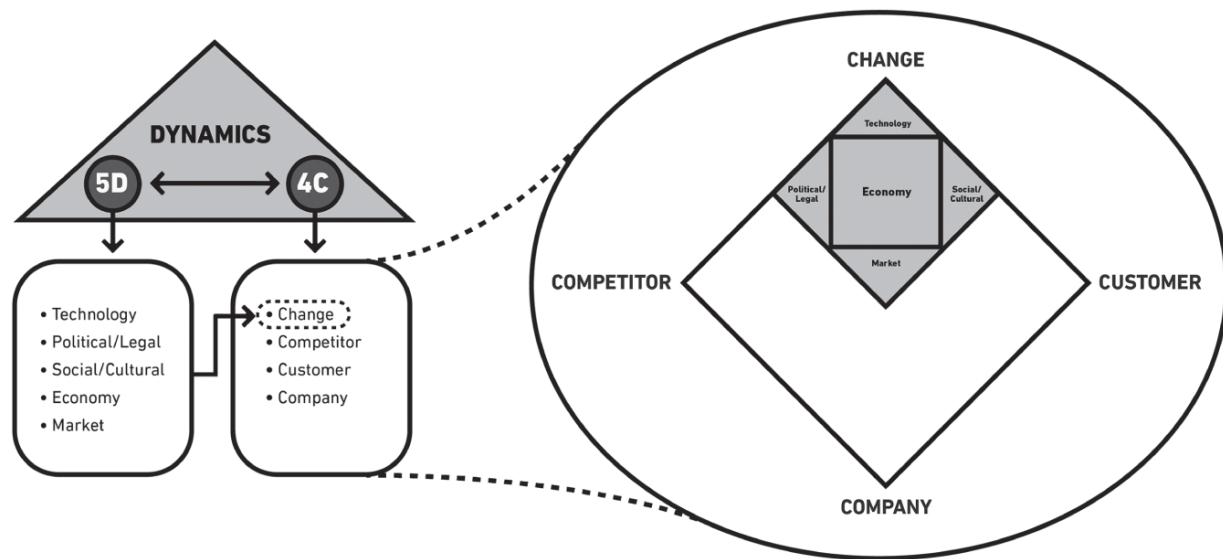 DYNAMICS
5D
4C
• Technology
• Political/Legal
• Social/Cultural
• Economy
• Market
• Change
• Competitor
• Customer
• Company
CHANGE
Technology
Political/
Legal
Economy
Social/
Cultural
Market
COMPETITOR
CUSTOMER
COMPANY